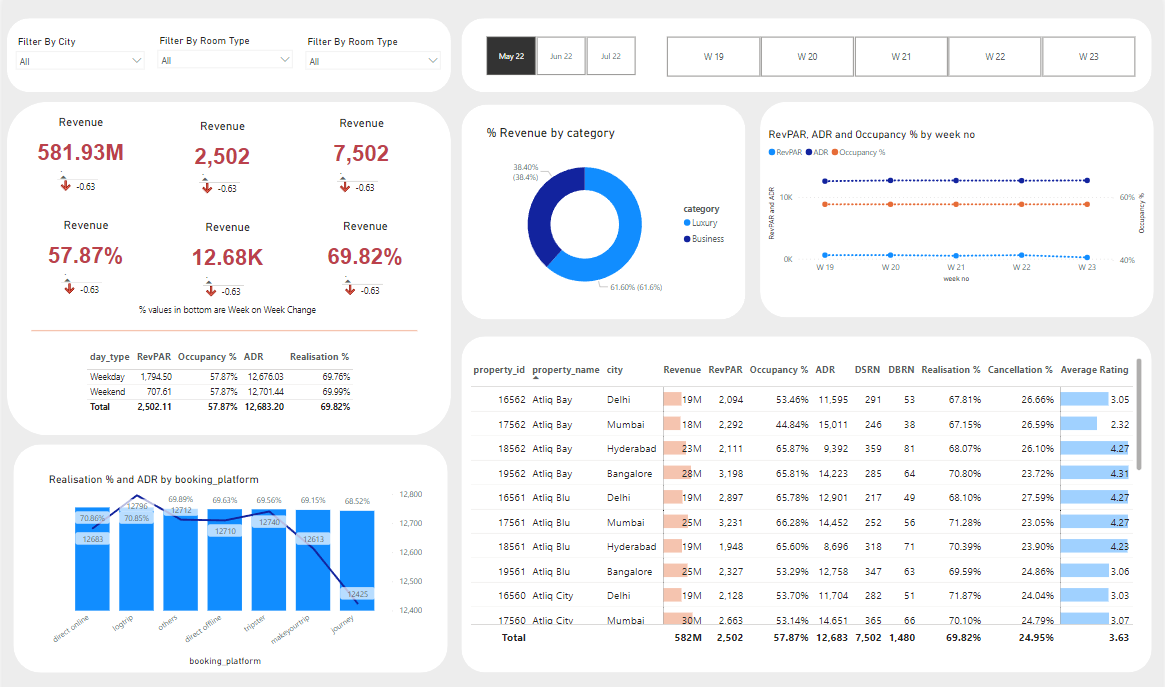 Filter By City
All
Filter By Room Type
All
Filter By Room Type
All
May 22
Jun 22
Jul 22
W 19
W 20
W 21
W 22
W 23
Revenue
581.93M
-0.63
Revenue
2,502
-0.63
Revenue
7,502
-0.63
Revenue
57.87%
-0.63
Revenue
12.68K
-0.63
Revenue
69.82%
-0.63
% values in bottom are Week on Week Change
day_type RevPAR Occupancy % ADR Realisation %
Weekday 1,794.50 57.87% 12,676.03 69.76%
Weekend 707.61 57.87% 12,701.44 69.99%
Total 2,502.11 57.87% 12,683.20 69.82%
% Revenue by category
38.40%
(38.4%)
61.60% (61.6%)
category
Luxury
Business
RevPAR, ADR and Occupancy % by week no
RevPAR ADR Occupancy %
RevPAR and ADR
10K
0K
60%
40%
Occupancy %
W 19 W 20 W 21 W 22 W 23
week no
Realisation % and ADR by booking_platform
70.86% 70.85% 69.89% 69.63% 69.56% 69.15% 68.52%
12683 12796 12712 12710 12740 12613 12425
12,800
12,700
12,600
12,500
12,400
direct online logtrip others direct offline tripster makeyourtrip journey
booking_platform
property_id property_name city Revenue RevPAR Occupancy % ADR DSRN DBRN Realisation % Cancellation % Average Rating
16562 Atliq Bay Delhi 19M 2,094 53.46% 11,595 291 53 67.81% 26.66% 3.05
17562 Atliq Bay Mumbai 18M 2,292 44.84% 15,011 246 38 67.15% 26.59% 2.32
18562 Atliq Bay Hyderabad 23M 2,111 65.87% 9,392 359 81 68.07% 26.10% 4.27
19562 Atliq Bay Bangalore 28M 3,198 65.81% 14,223 285 64 70.80% 23.72% 4.31
16561 Atliq Blu Delhi 19M 2,897 65.78% 12,901 217 49 68.10% 27.59% 4.27
17561 Atliq Blu Mumbai 25M 3,231 66.28% 14,452 252 56 71.28% 23.05% 4.27
18561 Atliq Blu Hyderabad 19M 1,948 65.60% 8,696 318 71 70.39% 23.90% 4.23
19561 Atliq Blu Bangalore 25M 2,327 53.29% 12,758 347 63 69.59% 24.86% 3.06
16560 Atliq City Delhi 19M 2,128 53.70% 11,704 282 51 71.87% 24.04% 3.03
17560 Atliq City Mumbai 30M 2,663 53.14% 14,651 365 66 70.10% 24.79% 3.07
Total 582M 2,502 57.87% 12,683 7,502 1,480 69.82% 24.95% 3.63